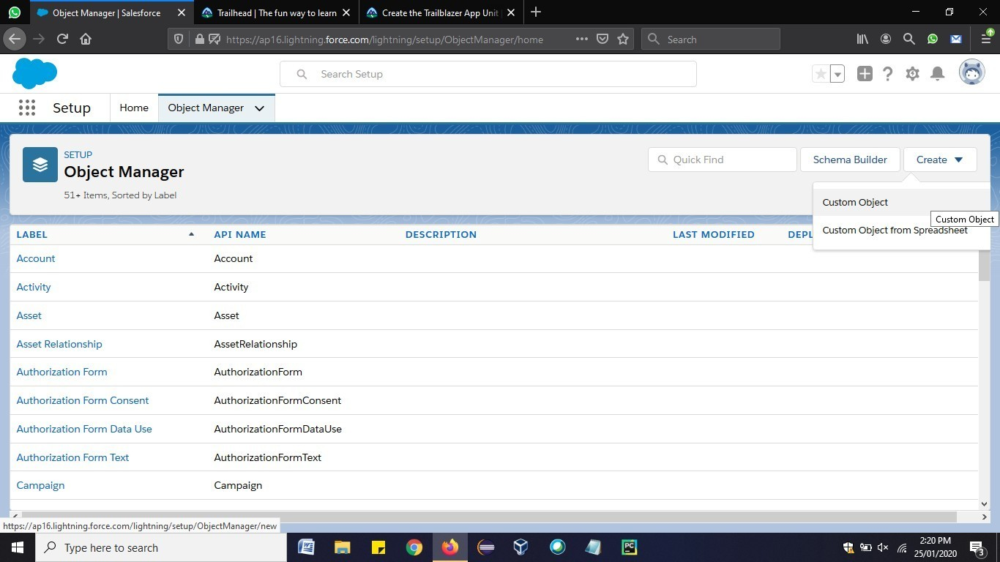 Object Manager | Salesforce
Trailhead | The fun way to learn
Create the Trailblazer App Unit
https://ap16.lightning.force.com/lightning/setup/ObjectManager/home
Search
Search Setup
Setup
Home
Object Manager
SETUP
Object Manager
51+ Items, Sorted by Label
Quick Find
Schema Builder
Create
Custom Object
Custom Object
Custom Object from Spreadsheet
LABEL API NAME DESCRIPTION LAST MODIFIED DEPL
Account Account
Activity Activity
Asset Asset
Asset Relationship AssetRelationship
Authorization Form AuthorizationForm
Authorization Form Consent AuthorizationFormConsent
Authorization Form Data Use AuthorizationFormDataUse
Authorization Form Text AuthorizationFormText
Campaign Campaign
https://ap16.lightning.force.com/lightning/setup/ObjectManager/new
Type here to search
2:20 PM
25/01/2020
3